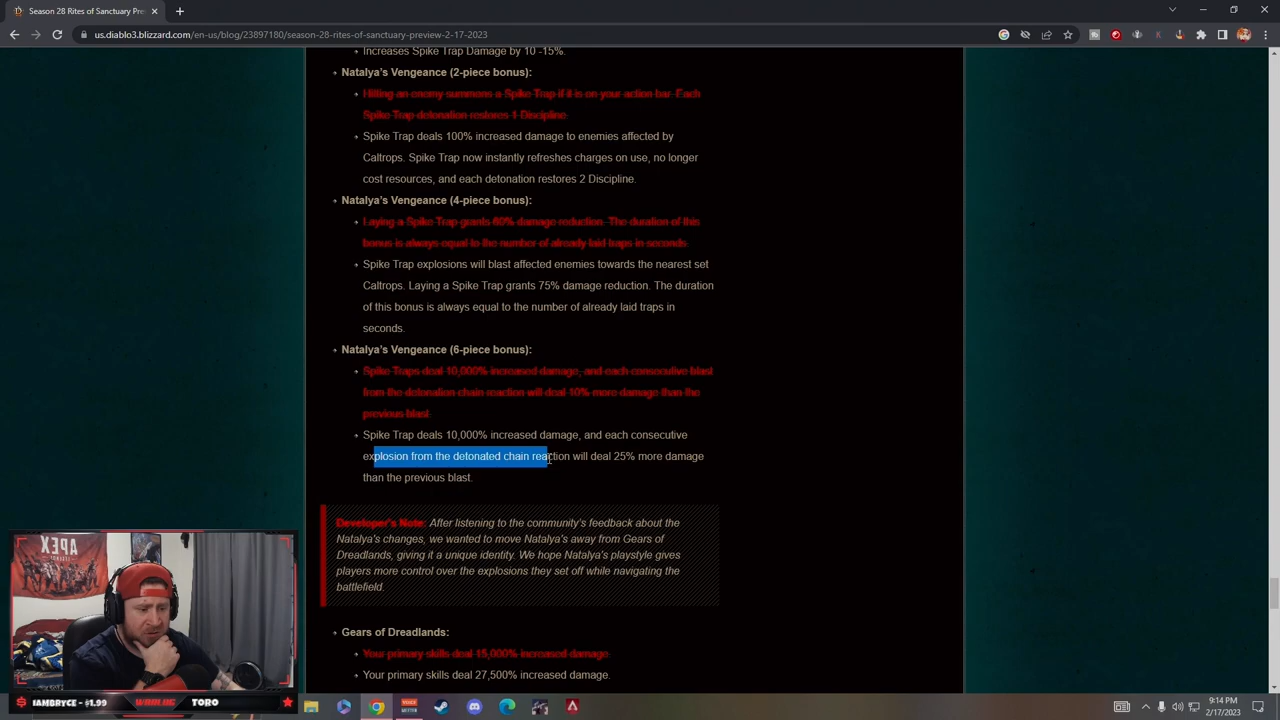 Season 28 Rites of Sanctuary Prev
us.diablo3.blizzard.com/en-us/blog/23897180/season-28-rites-of-sanctuary-preview-2-17-2023
Increases Spike Trap Damage by 10 -15%.
Natalya's Vengeance (2-piece bonus):
Hitting an enemy summons a Spike Trap if it is on your action bar. Each
Spike Trap detonation restores 1 Discipline.
Spike Trap deals 100% increased damage to enemies affected by
Caltrops. Spike Trap now instantly refreshes charges on use, no longer
cost resources, and each detonation restores 2 Discipline.
Natalya's Vengeance (4-piece bonus):
Laying a Spike Trap grants 60% damage reduction. The duration of this
bonus is always equal to the number of already laid traps in seconds.
Spike Trap explosions will blast affected enemies towards the nearest set
Caltrops. Laying a Spike Trap grants 75% damage reduction. The duration
of this bonus is always equal to the number of already laid traps in
seconds.
Natalya's Vengeance (6-piece bonus):
Spike Traps deal 10,000% increased damage, and each consecutive blast
from the detonation chain reaction will deal 10% more damage than the
previous blast.
Spike Trap deals 10,000% increased damage, and each consecutive
explosion from the detonated chain reaction will deal 25% more damage
than the previous blast.
Developer's Note: After listening to the community's feedback about the
Natalya's changes, we wanted to move Natalya's away from Gears of
Dreadlands, giving it a unique identity. We hope Natalya's playstyle gives
players more control over the explosions they set off while navigating the
battlefield.
Gears of Dreadlands:
Your primary skills deal 15,000% increased damage.
Your primary skills deal 27,500% increased damage.
APEX
IAMBRYCE - $1.99
TORO
9:14 PM
2/17/2023